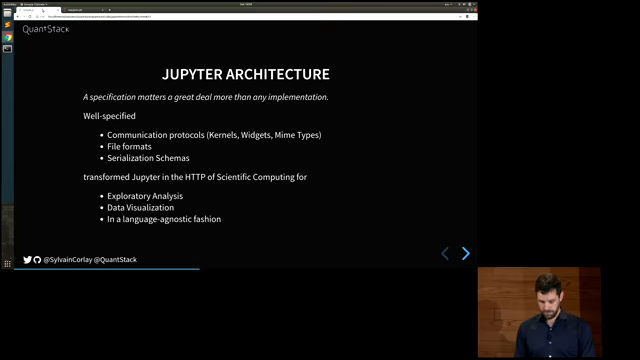 QuantStack
JUPYTER ARCHITECTURE
A specification matters a great deal more than any implementation.
Well-specified
• Communication protocols (Kernels, Widgets, Mime Types)
• File formats
• Serialization Schemas
transformed Jupyter in the HTTP of Scientific Computing for
• Exploratory Analysis
• Data Visualization
• In a language-agnostic fashion
@SylvainCorlay @QuantStack